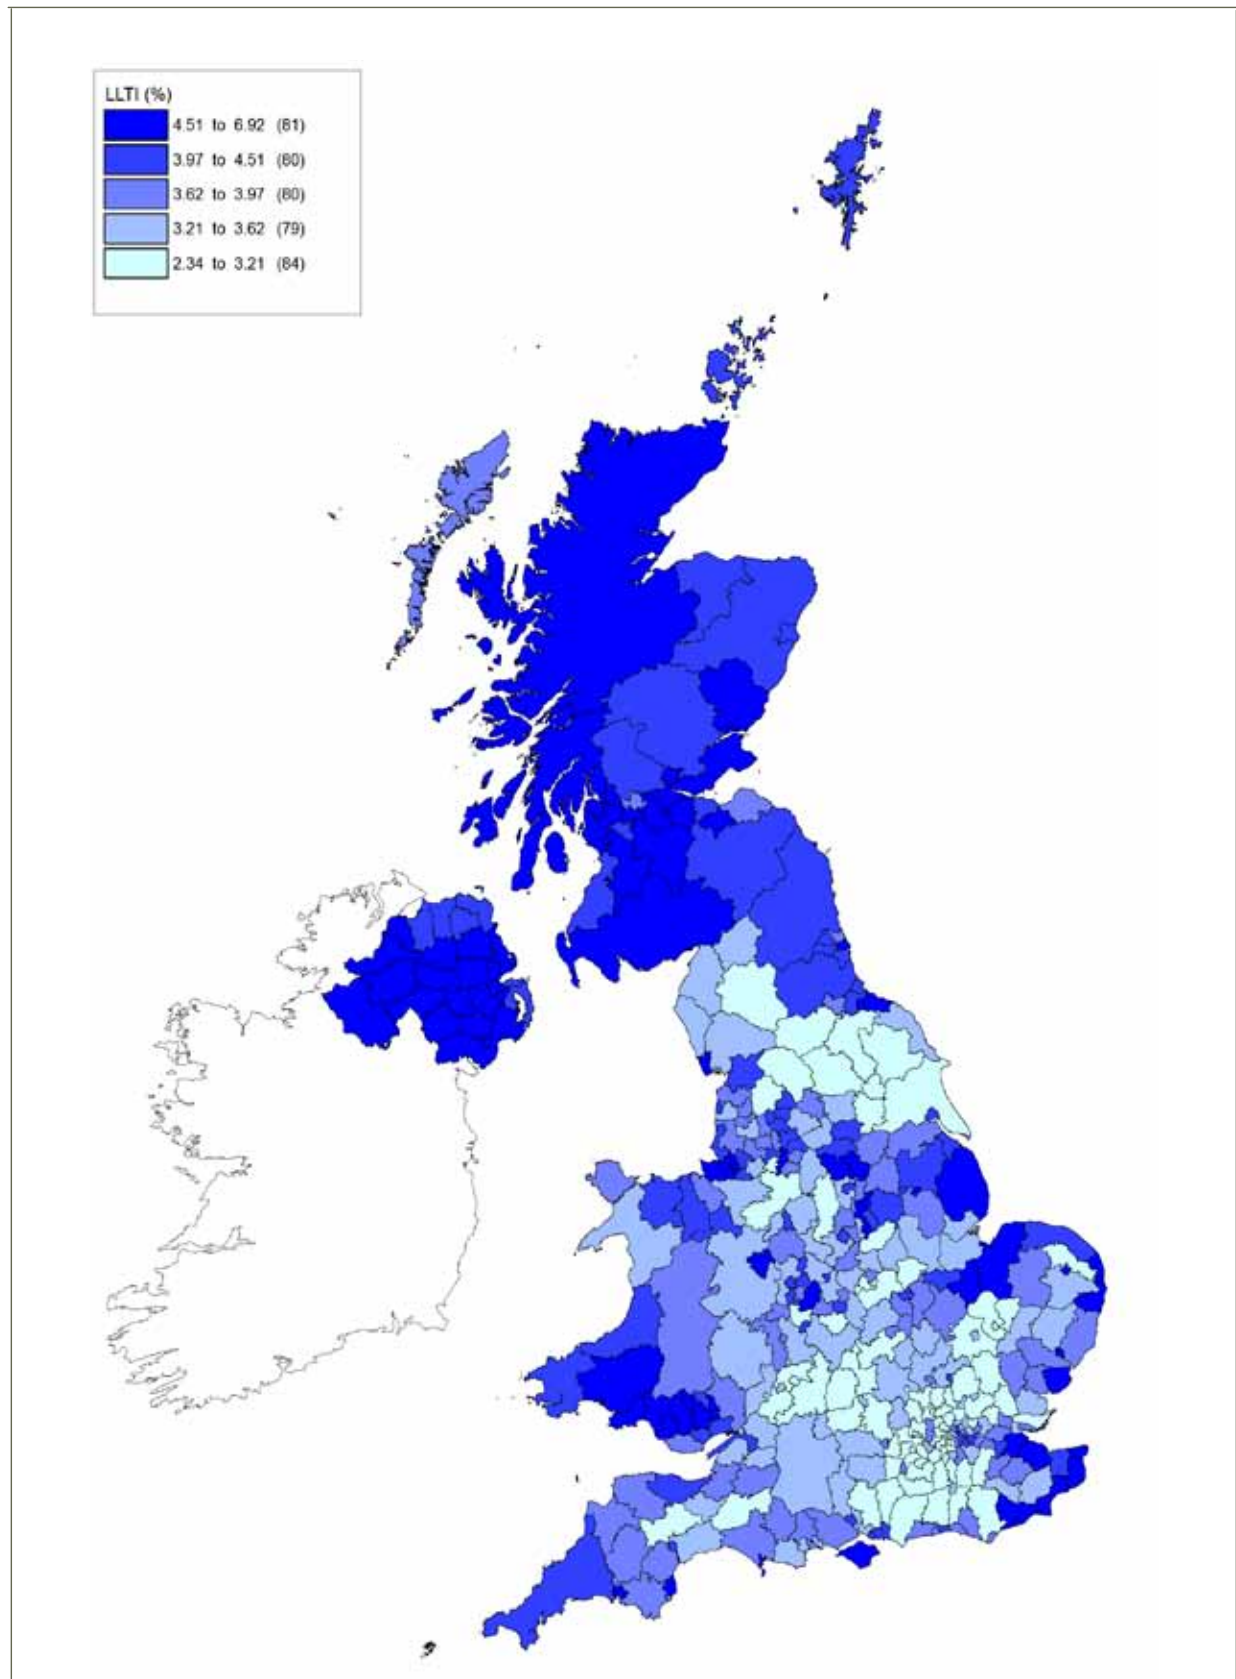 LLTI (%)
4.51 to 6.92 (81)
3.97 to 4.51 (80)
3.62 to 3.97 (80)
3.21 to 3.62 (79)
2.34 to 3.21 (84)